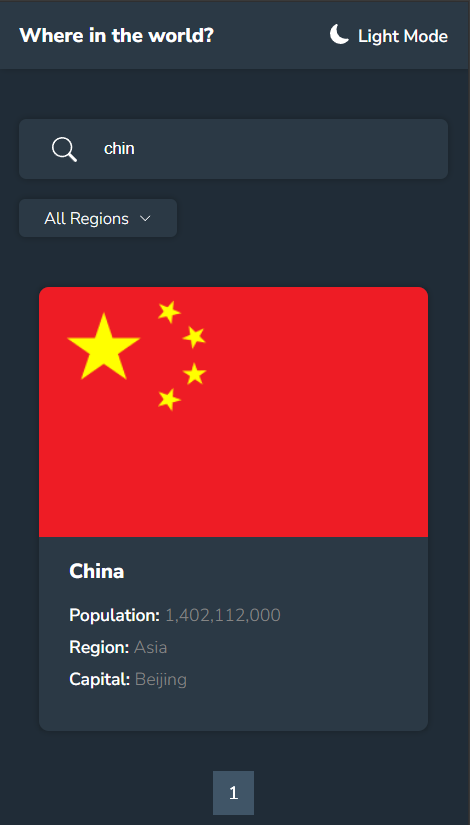 Where in the world? Light Mode
chin
All Regions
China
Population: 1,402,112,000
Region: Asia
Capital: Beijing
1